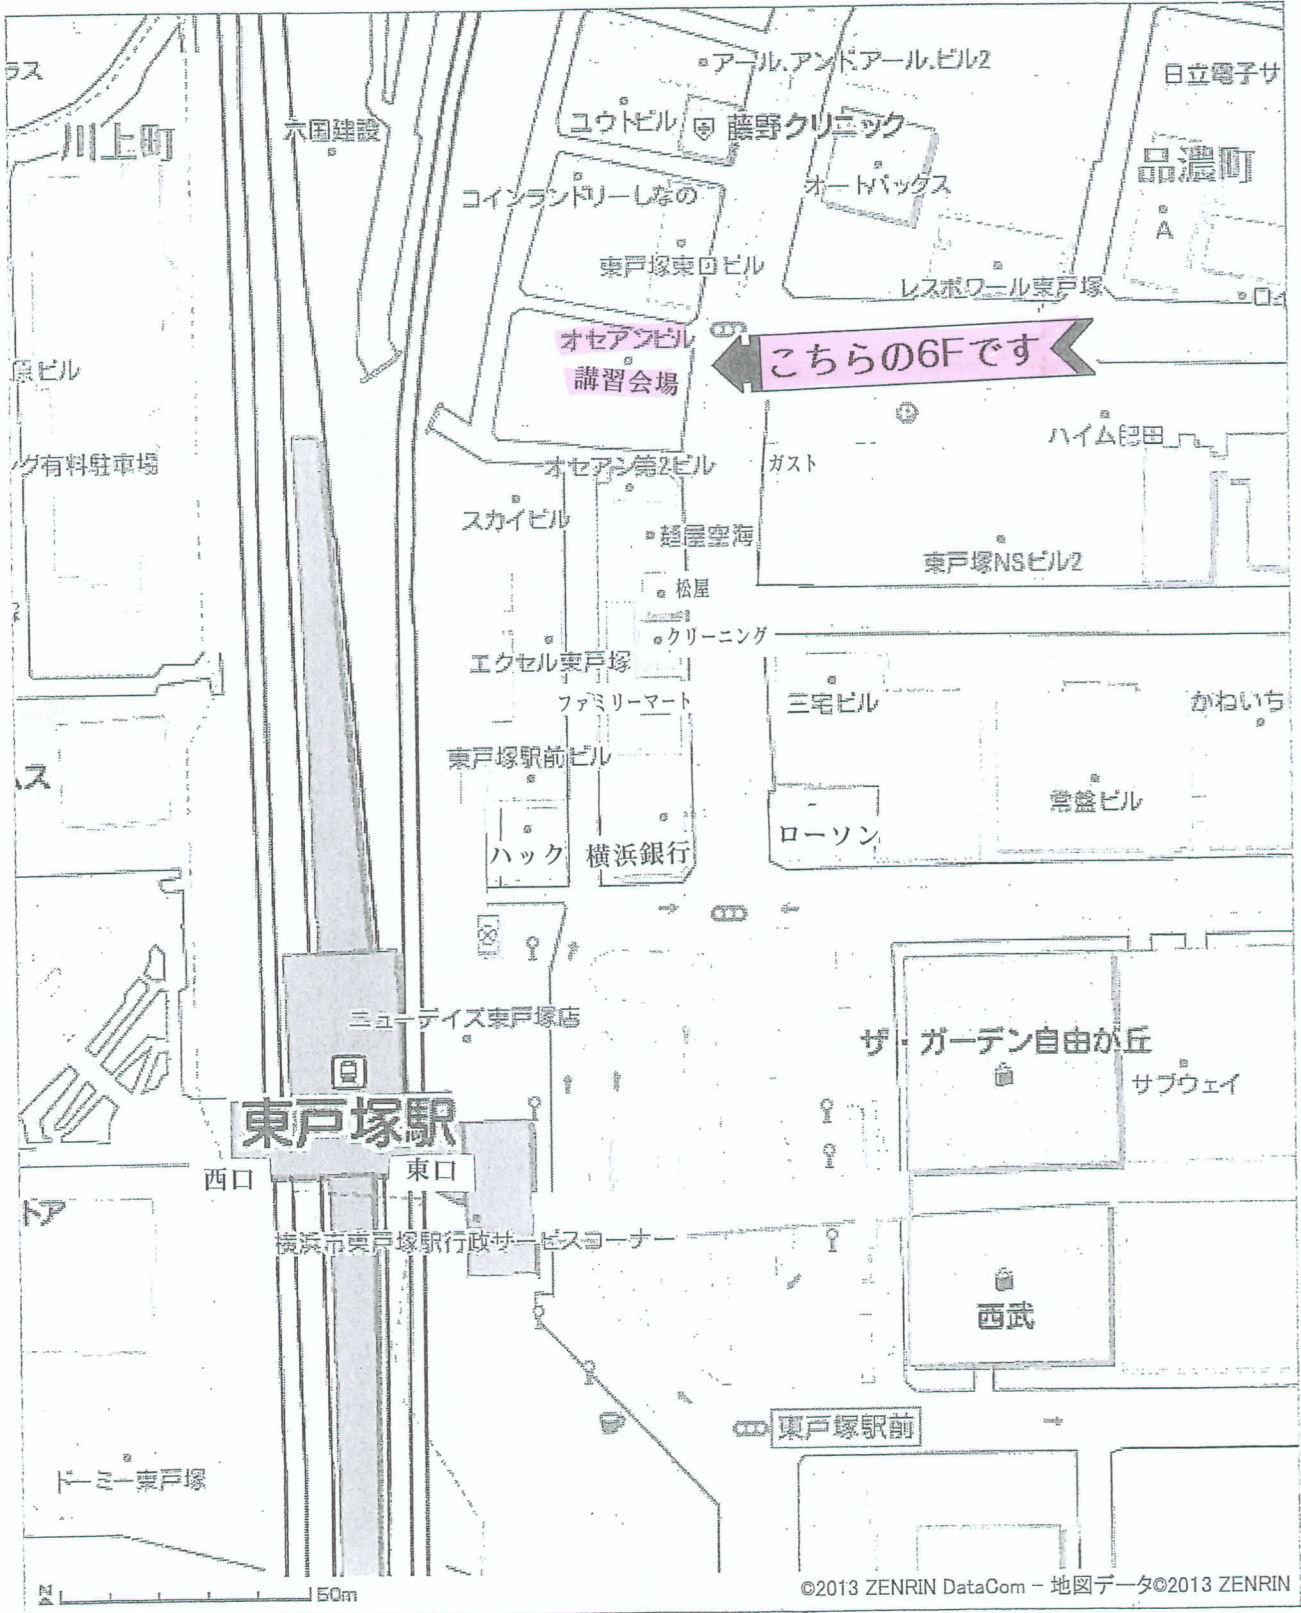 アール.アンド.アール.ビル2
日立電子サ
ラス
川上町
六国建設
ユウトビル
藤野クリニック
品濃町
コインランドリーしなの
オートバックス
A
東戸塚東口ビル
レスポワール東戸塚
オセアンビル
講習会場
こちらの6Fです
原ビル
ハイム臼田
グ有料駐車場
オセアン第2ビル
ガスト
スカイビル
麺屋空海
東戸塚NSビル2
松屋
クリーニング
エクセル東戸塚
ファミリーマート
三宅ビル
かねいち
東戸塚駅前ビル
常盤ビル
ハック
横浜銀行
ローソン
ニューデイズ東戸塚店
ザ・ガーデン自由が丘
サブウェイ
東戸塚駅
西口
東口
ドア
横浜市東戸塚駅行政サービスコーナー
西武
東戸塚駅前
ドーミー東戸塚
N
50m
©2013 ZENRIN DataCom - 地図データ©2013 ZENRIN